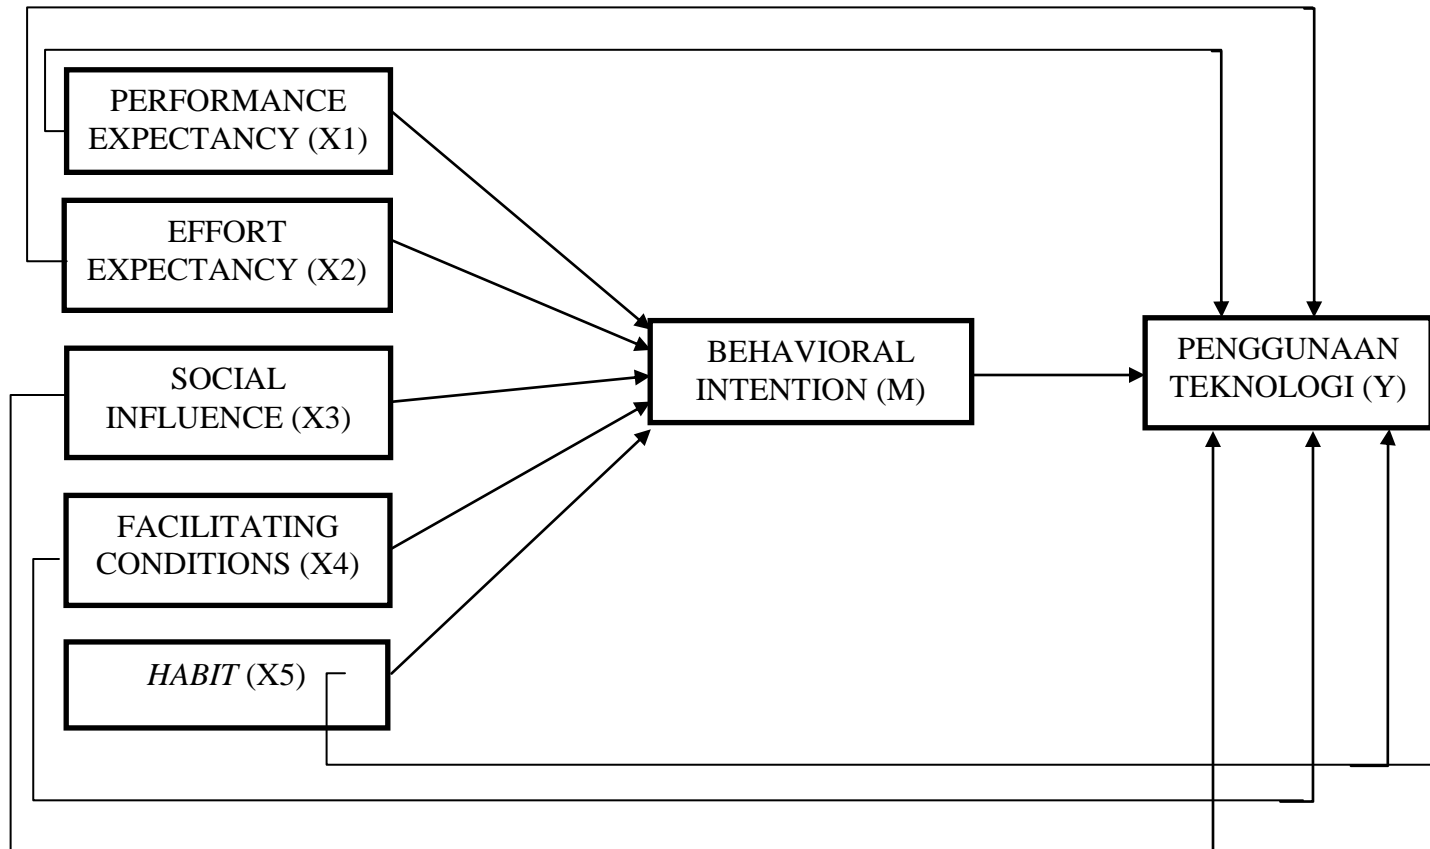 PERFORMANCE
EXPECTANCY (X1)
EFFORT
EXPECTANCY (X2)
SOCIAL
INFLUENCE (X3)
FACILITATING
CONDITIONS (X4)
HABIT (X5)
BEHAVIORAL
INTENTION (M)
PENGGUNAAN
TEKNOLOGI (Y)